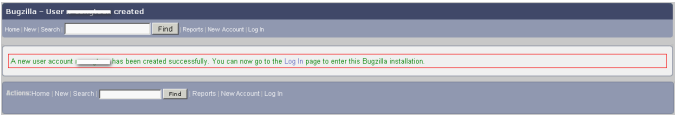 Bugzilla – User created
Home | New | Search | Find Reports | New Account | Log In
A new user account has been created successfully. You can now go to the Log In page to enter this Bugzilla installation.
Actions: Home | New | Search | Find | Reports | New Account | Log In